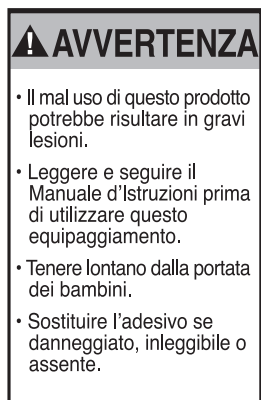 AVVERTENZA
• Il mal uso di questo prodotto
potrebbe risultare in gravi
lesioni.
• Leggere e seguire il
Manuale d'Istruzioni prima
di utilizzare questo
equipaggiamento.
• Tenere lontano dalla portata
dei bambini.
• Sostituire l'adesivo se
danneggiato, inleggibile o
assente.